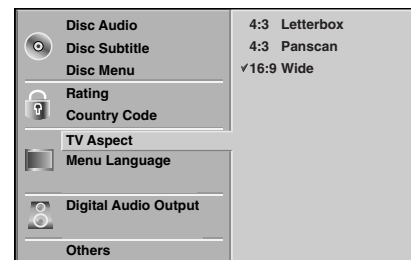 Disc Audio
Disc Subtitle
Disc Menu
Rating
Country Code
TV Aspect
Menu Language
Digital Audio Output
Others
4:3 Letterbox
4:3 Panscan
✓16:9 Wide